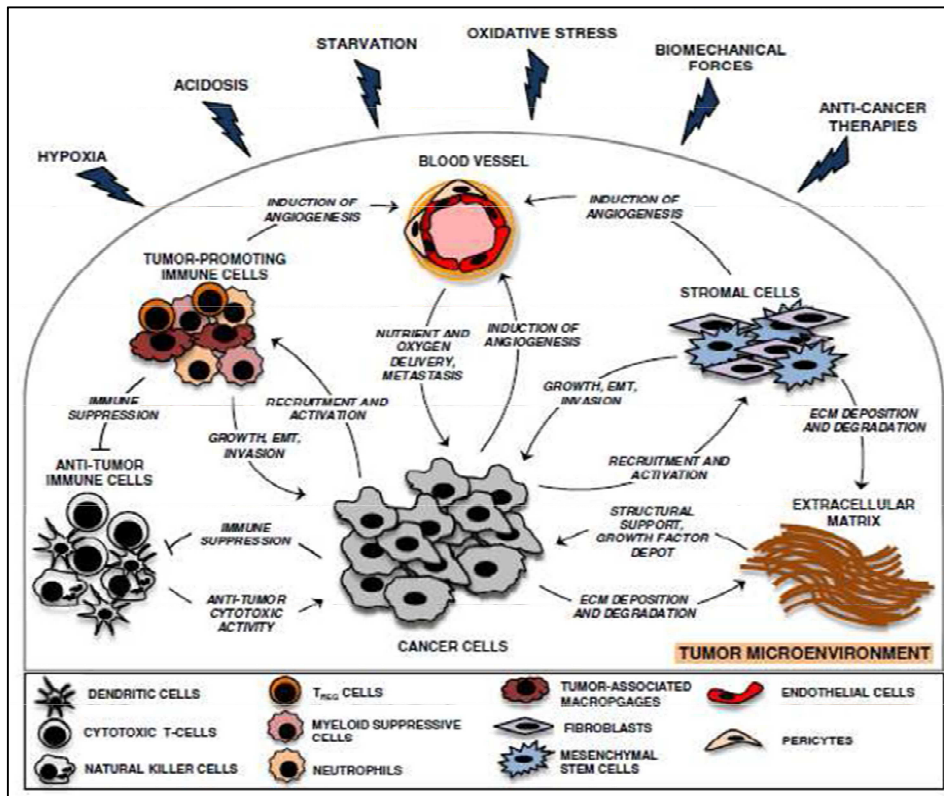 STARVATION
OXIDATIVE STRESS
BIOMECHANICAL
FORCES
ACIDOSIS
ANTI-CANCER
THERAPIES
HYPOXIA
BLOOD VESSEL
INDUCTION OF
ANGIOGENESIS
INDUCTION OF
ANGIOGENESIS
TUMOR-PROMOTING
IMMUNE CELLS
STROMAL CELLS
NUTRIENT AND
OXYGEN
DELIVERY,
METASTASIS
INDUCTION OF
ANGIOGENESIS
IMMUNE
SUPPRESSION
RECRUITMENT AND
ACTIVATION
GROWTH, EMT,
INVASION
GROWTH, EMT,
INVASION
ECM DEPOSITION
AND DEGRADATION
ANTI-TUMOR
IMMUNE CELLS
RECRUITMENT AND
ACTIVATION
EXTRACELLULAR
MATRIX
IMMUNE
SUPPRESSION
STRUCTURAL
SUPPORT,
GROWTH FACTOR
DEPOT
ANTI-TUMOR
CYTOTOXIC
ACTIVITY
ECM DEPOSITION
AND DEGRADATION
CANCER CELLS
TUMOR MICROENVIRONMENT
DENDRITIC CELLS
CYTOTOXIC T-CELLS
NATURAL KILLER CELLS
TREG CELLS
MYELOID SUPPRESSIVE
CELLS
NEUTROPHILS
TUMOR-ASSOCIATED
MACROPGAGES
FIBROBLASTS
MESENCHYMAL
STEM CELLS
ENDOTHELIAL CELLS
PERICYTES